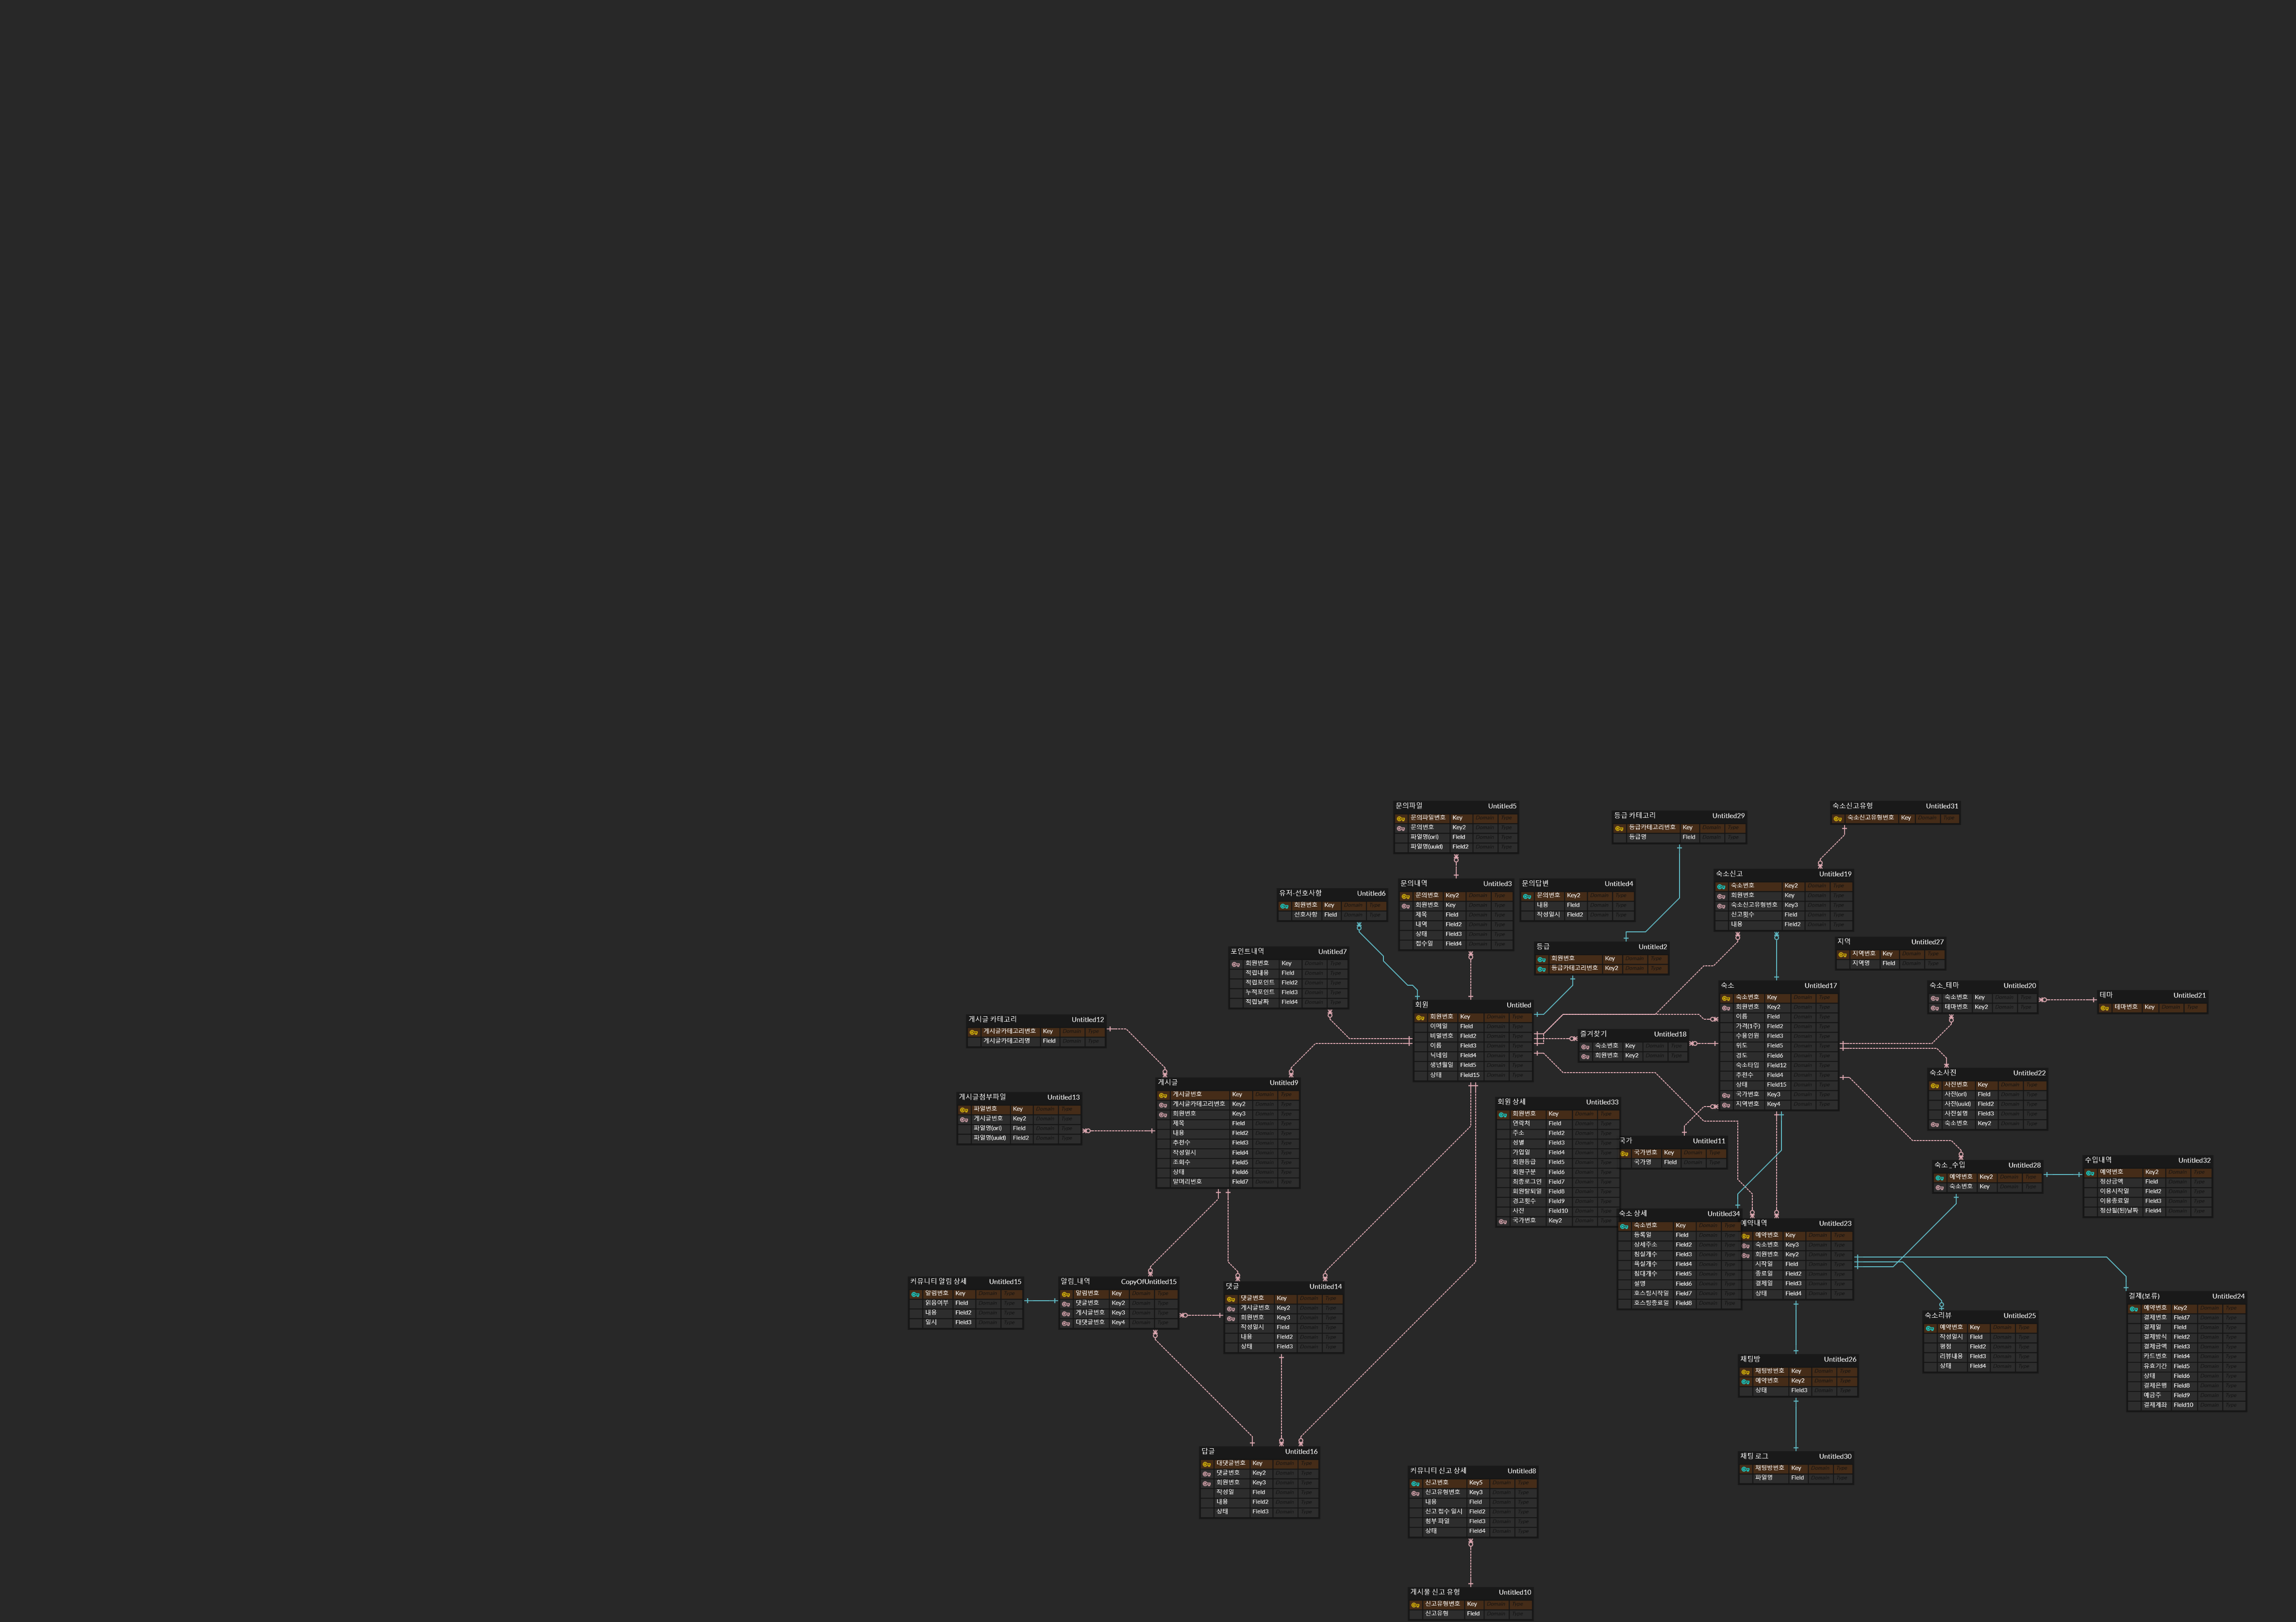 문의파일 Untitled5
문의파일번호 Key
문의번호 Key2
파일명(ori) Field
파일명(uuid) Field2
등급 카테고리 Untitled29
등급카테고리번호 Key
등급명 Field
숙소신고유형 Untitled31
숙소신고유형번호 Key
유저-선호사항 Untitled6
회원번호 Key
선호사항 Field
문의내역 Untitled3
문의번호 Key2
회원번호 Key
제목 Field
내역 Field2
상태 Field3
접수일 Field4
문의답변 Untitled4
문의번호 Key2
내용 Field
작성일시 Field2
숙소신고 Untitled19
숙소번호 Key2
회원번호 Key
숙소신고유형번호 Key3
신고횟수 Field
내용 Field2
포인트내역 Untitled7
회원번호 Key
적립내용 Field
적립포인트 Field2
누적포인트 Field3
적립날짜 Field4
등급 Untitled2
회원번호 Key
등급카테고리번호 Key2
지역 Untitled27
지역번호 Key
지역명 Field
회원 Untitled
회원번호 Key
이메일 Field
비밀번호 Field2
이름 Field3
닉네임 Field4
생년월일 Field5
상태 Field15
즐겨찾기 Untitled18
숙소번호 Key
회원번호 Key2
숙소 Untitled17
숙소번호 Key
회원번호 Key2
이름 Field
가격(1주) Field2
수용인원 Field3
위도 Field5
경도 Field6
숙소타입 Field12
추천수 Field4
상태 Field15
국가번호 Key3
지역번호 Key4
숙소_테마 Untitled20
숙소번호 Key
테마번호 Key2
테마 Untitled21
테마번호 Key
게시글 카테고리 Untitled12
게시글카테고리번호 Key
게시글카테고리명 Field
게시글첨부파일 Untitled13
파일번호 Key
게시글번호 Key2
파일명(ori) Field
파일명(uuid) Field2
게시글 Untitled9
게시글번호 Key
게시글카테고리번호 Key2
회원번호 Key3
제목 Field
내용 Field2
추천수 Field3
작성일시 Field4
조회수 Field5
상태 Field6
말머리번호 Field7
숙소사진 Untitled22
사진번호 Key
사진(ori) Field
사진(uuid) Field2
사진설명 Field3
숙소번호 Key2
회원 상세 Untitled33
회원번호 Key
연락처 Field
주소 Field2
성별 Field3
가입일 Field4
회원등급 Field5
회원구분 Field6
최종로그인 Field7
회원탈퇴일 Field8
경고횟수 Field9
사진 Field10
국가번호 Key2
국가 Untitled11
국가번호 Key
국가명 Field
숙소_수입 Untitled28
예약번호 Key2
숙소번호 Key
수입내역 Untitled32
예약번호 Key2
정산금액 Field
이용시작일 Field2
이용종료일 Field3
정산될(된)날짜 Field4
숙소 상세 Untitled34
숙소번호 Key
등록일 Field
상세주소 Field2
침실개수 Field3
욕실개수 Field4
침대개수 Field5
설명 Field6
호스팅시작일 Field7
호스팅종료일 Field8
예약내역 Untitled23
예약번호 Key
숙소번호 Key3
회원번호 Key2
시작일 Field
종료일 Field2
결제일 Field3
상태 Field4
커뮤니티 알림 상세 Untitled15
알림번호 Key
읽음여부 Field
내용 Field2
일시 Field3
알림_내역 CopyOfUntitled15
알림번호 Key
댓글번호 Key2
게시글번호 Key3
대댓글번호 Key4
댓글 Untitled14
댓글번호 Key
게시글번호 Key2
회원번호 Key3
작성일시 Field
내용 Field2
상태 Field3
숙소리뷰 Untitled25
예약번호 Key
작성일시 Field
평점 Field2
리뷰내용 Field3
상태 Field4
결제(보류) Untitled24
예약번호 Key2
결제번호 Field7
결제일 Field
결제방식 Field2
결제금액 Field3
카드번호 Field4
유효기간 Field5
상태 Field6
결제은행 Field8
예금주 Field9
결제계좌 Field10
채팅방 Untitled26
채팅방번호 Key
예약번호 Key2
상태 Field3
답글 Untitled16
대댓글번호 Key
댓글번호 Key2
회원번호 Key3
작성일 Field
내용 Field2
상태 Field3
채팅 로그 Untitled30
채팅방번호 Key
파일명 Field
커뮤니티 신고 상세 Untitled8
신고번호 Key5
신고유형번호 Key3
내용 Field
신고 접수 일시 Field2
첨부 파일 Field3
상태 Field4
게시물 신고 유형 Untitled10
신고유형번호 Key
신고유형 Field